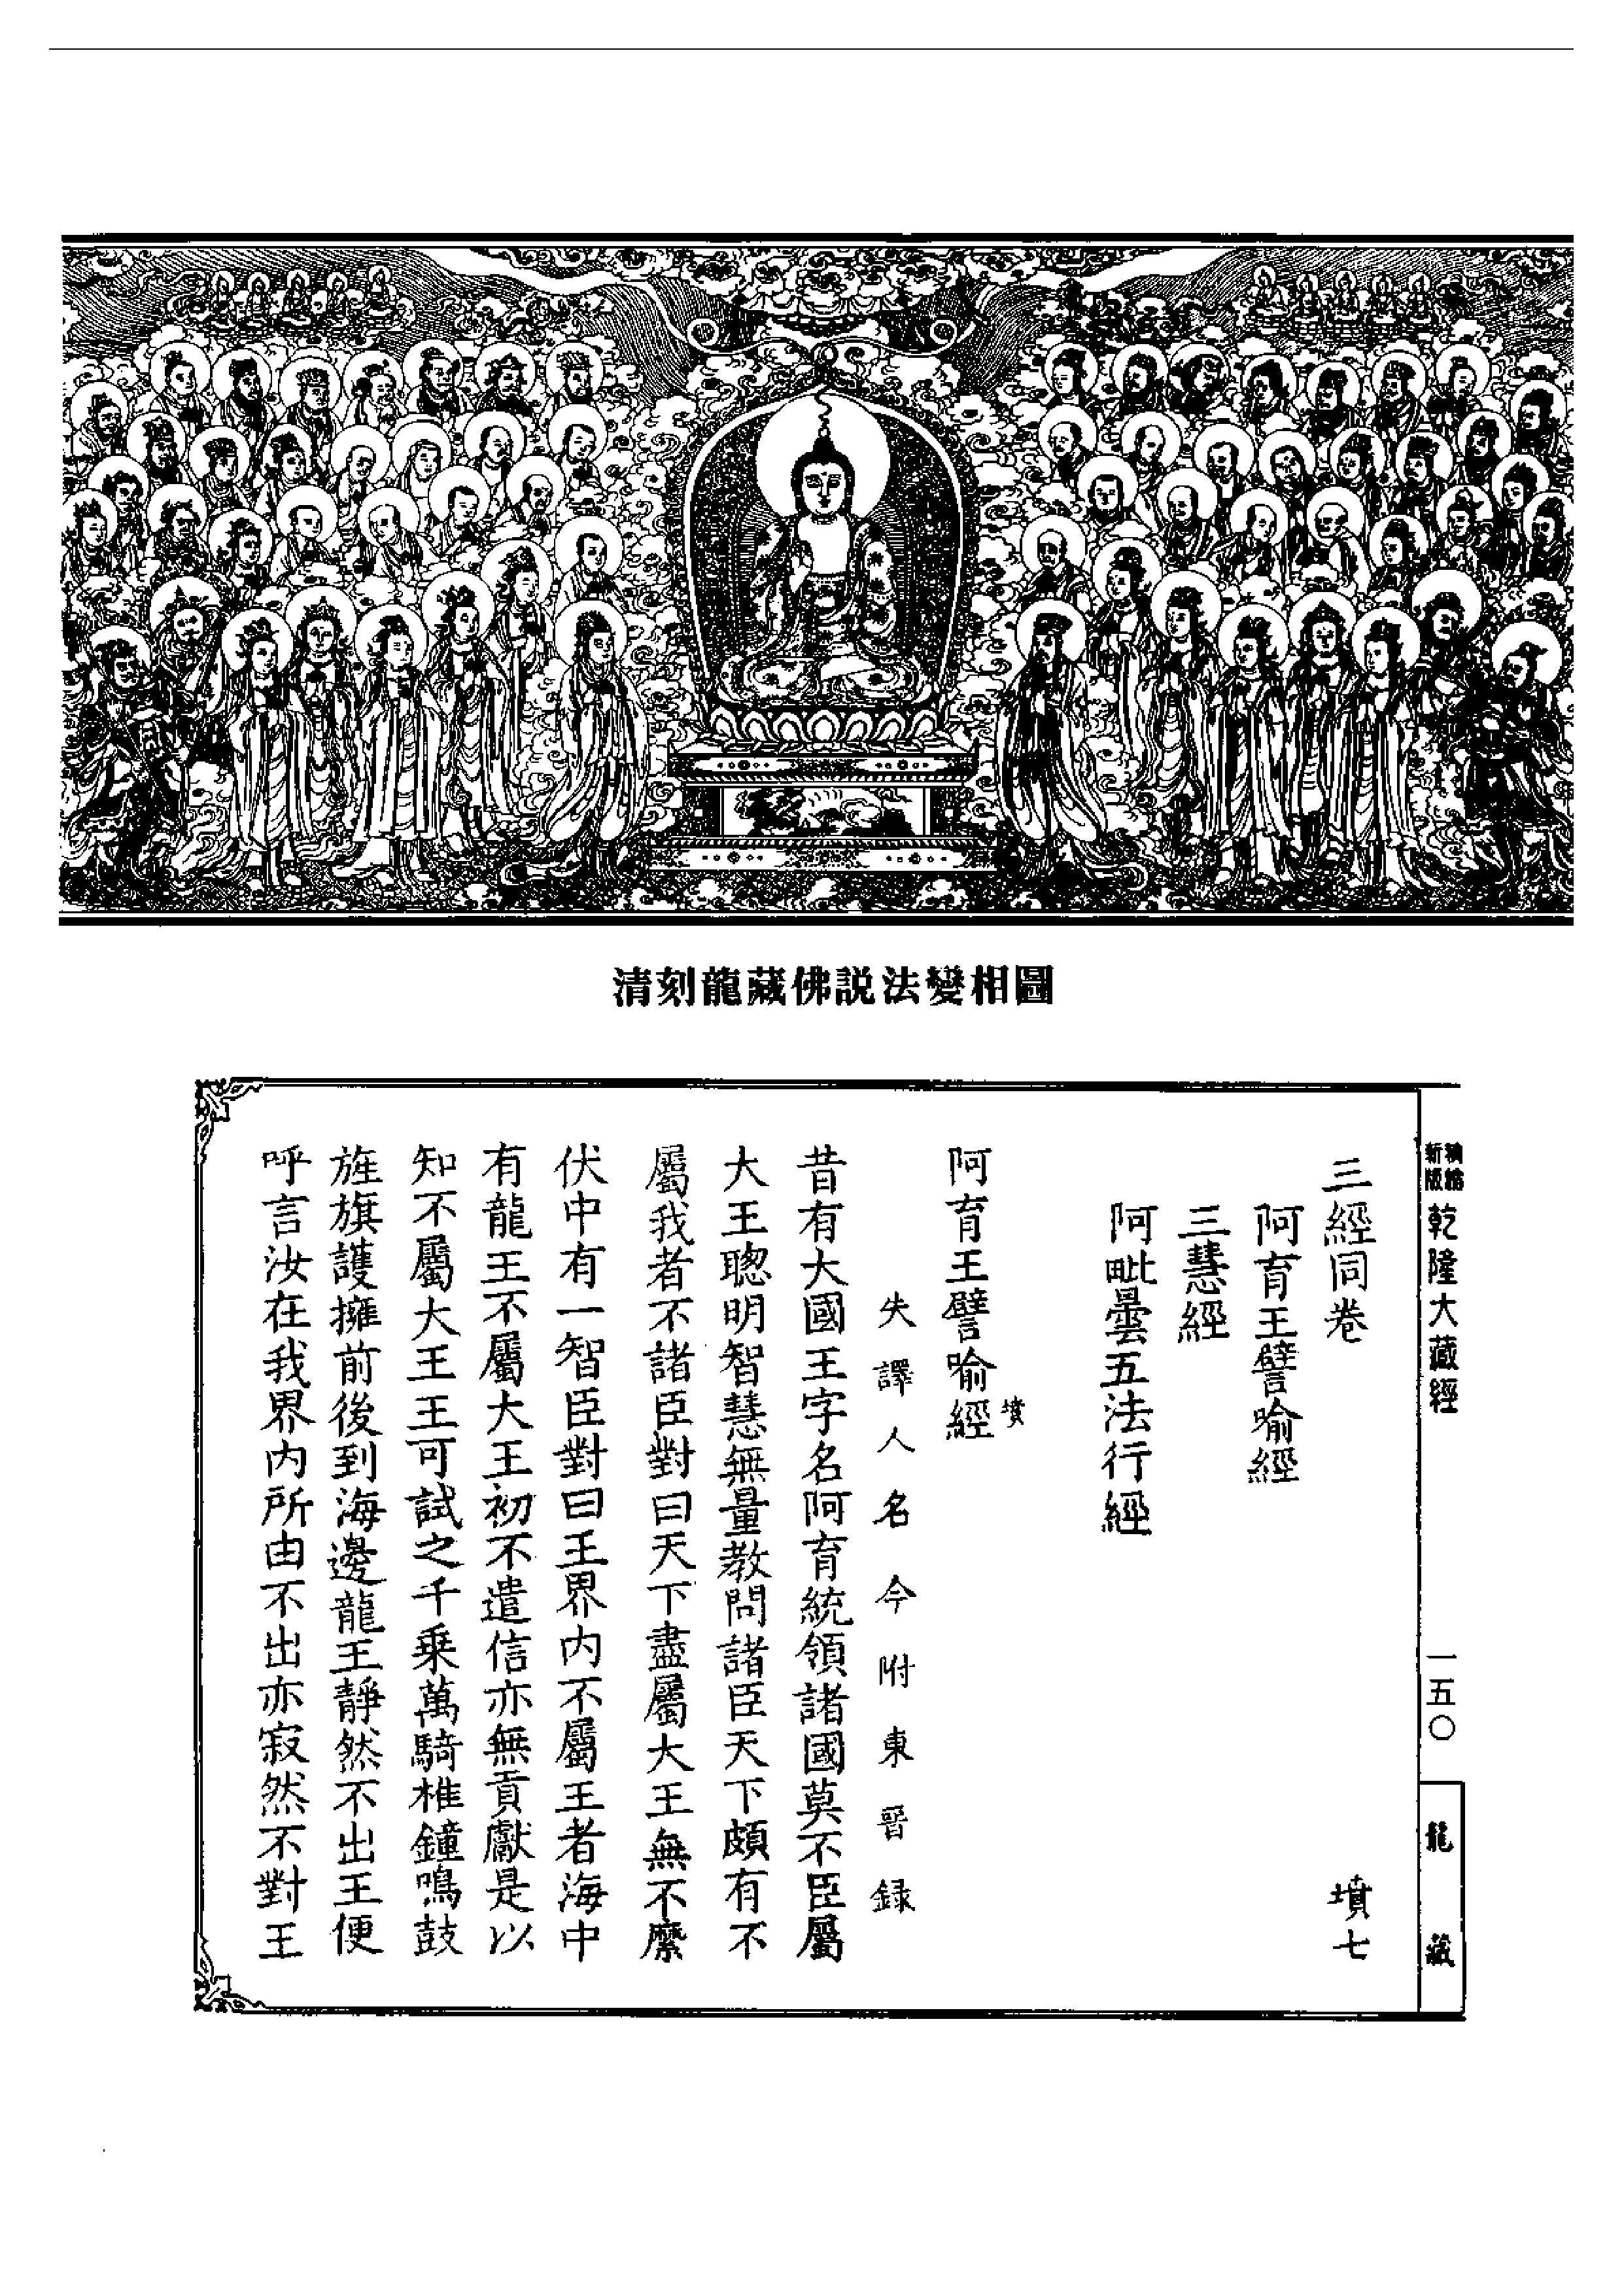 清刻龍藏佛説法變相圖
新版
精縮
乾隆大藏經
一五〇
龍藏
三經同卷 墳七
阿育王譬喻經
三慧經
阿毗曇五法行經
阿育王譬喻經 墳
失譯人名今附東晉録
昔有大國王字名阿育統領諸國莫不臣屬
大王聰明智慧無量教問諸臣天下頗有不
屬我者不諸臣對曰天下盡屬大王無不縻
伏中有一智臣對曰王界内不屬王者海中
有龍王不屬大王初不遣信亦無貢獻是以
知不屬大王王可試之千乘萬騎椎鐘鳴鼓
旌旗護擁前後到海邊龍王靜然不出王便
呼言汝在我界内所由不出亦寂然不對王